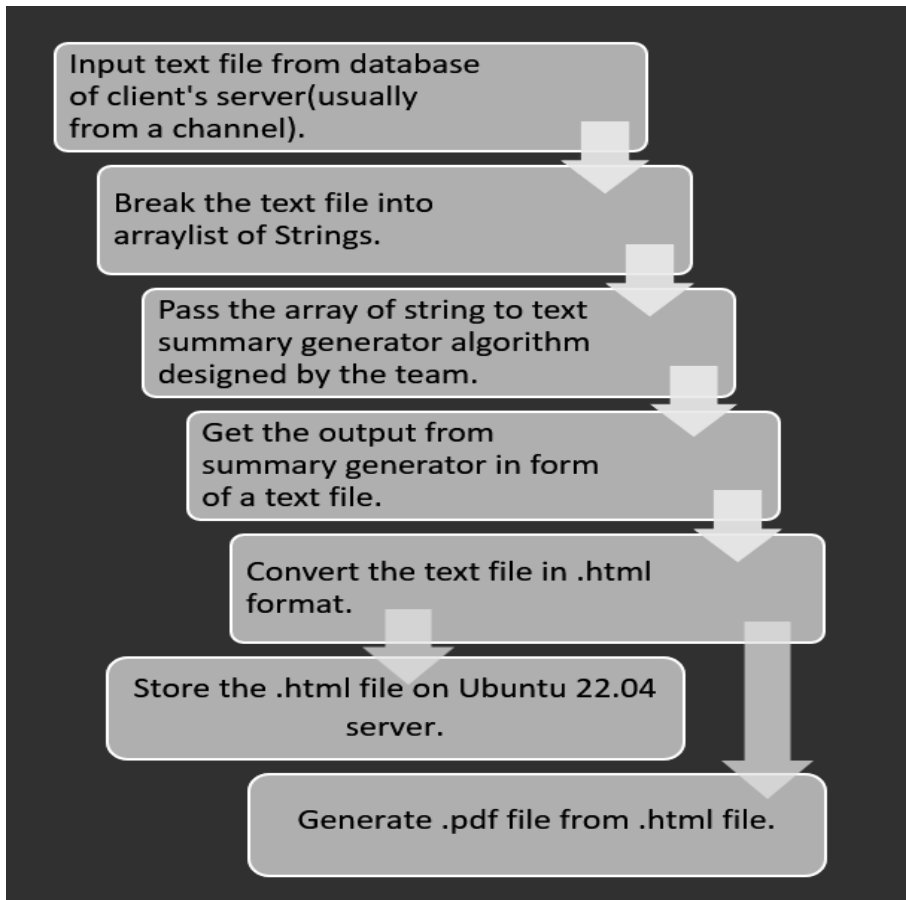 Input text file from database
of client's server(usually
from a channel).
Break the text file into
arraylist of Strings.
Pass the array of string to text
summary generator algorithm
designed by the team.
Get the output from
summary generator in form
of a text file.
Convert the text file in .html
format.
Store the .html file on Ubuntu 22.04
server.
Generate .pdf file from .html file.